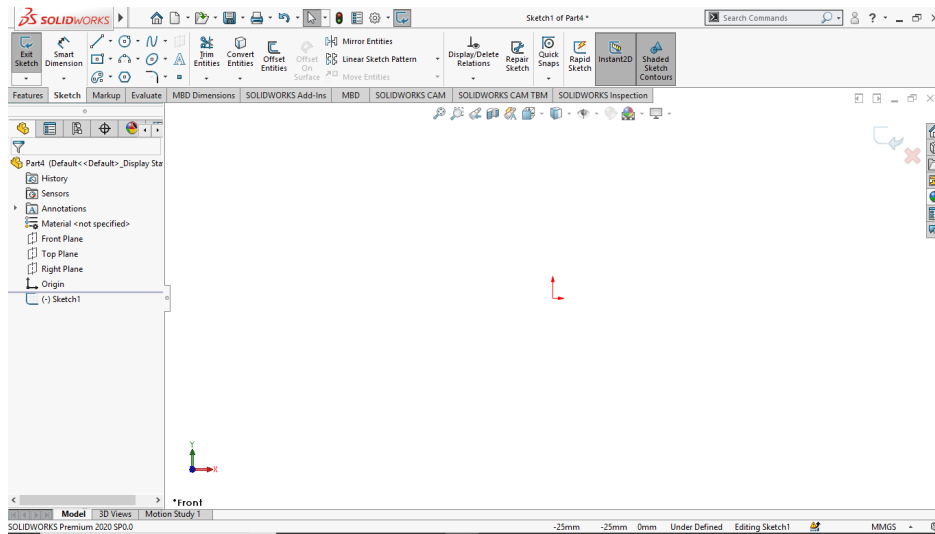 SOLIDWORKS
Sketch1 of Part4 *
Search Commands
Exit Sketch
Smart Dimension
Trim Entities
Convert Entities
Offset Entities
Offset On Surface
Mirror Entities
Linear Sketch Pattern
Move Entities
Display/Delete Relations
Repair Sketch
Quick Snaps
Rapid Sketch
Instant2D
Shaded Sketch Contours
Features Sketch Markup Evaluate MBD Dimensions SOLIDWORKS Add-Ins MBD SOLIDWORKS CAM SOLIDWORKS CAM TBM SOLIDWORKS Inspection
Part4 (Default<<Default>_Display Sta
History
Sensors
Annotations
Material <not specified>
Front Plane
Top Plane
Right Plane
Origin
(-) Sketch1
Y
X
*Front
Model 3D Views Motion Study 1
SOLIDWORKS Premium 2020 SP0.0 -25mm -25mm 0mm Under Defined Editing Sketch1 MMGS